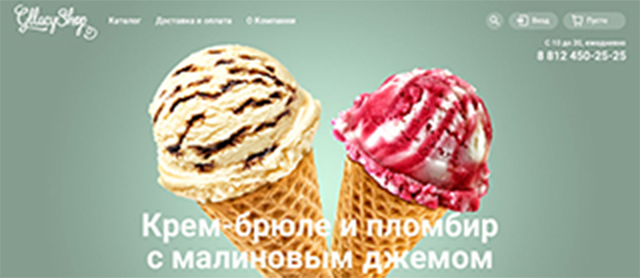 GllacyShop
Каталог Доставка и оплата О Компании Вход Пусто
С 10 до 20, ежедневно
8 812 450-25-25
Крем-брюле и пломбир
с малиновым джемом